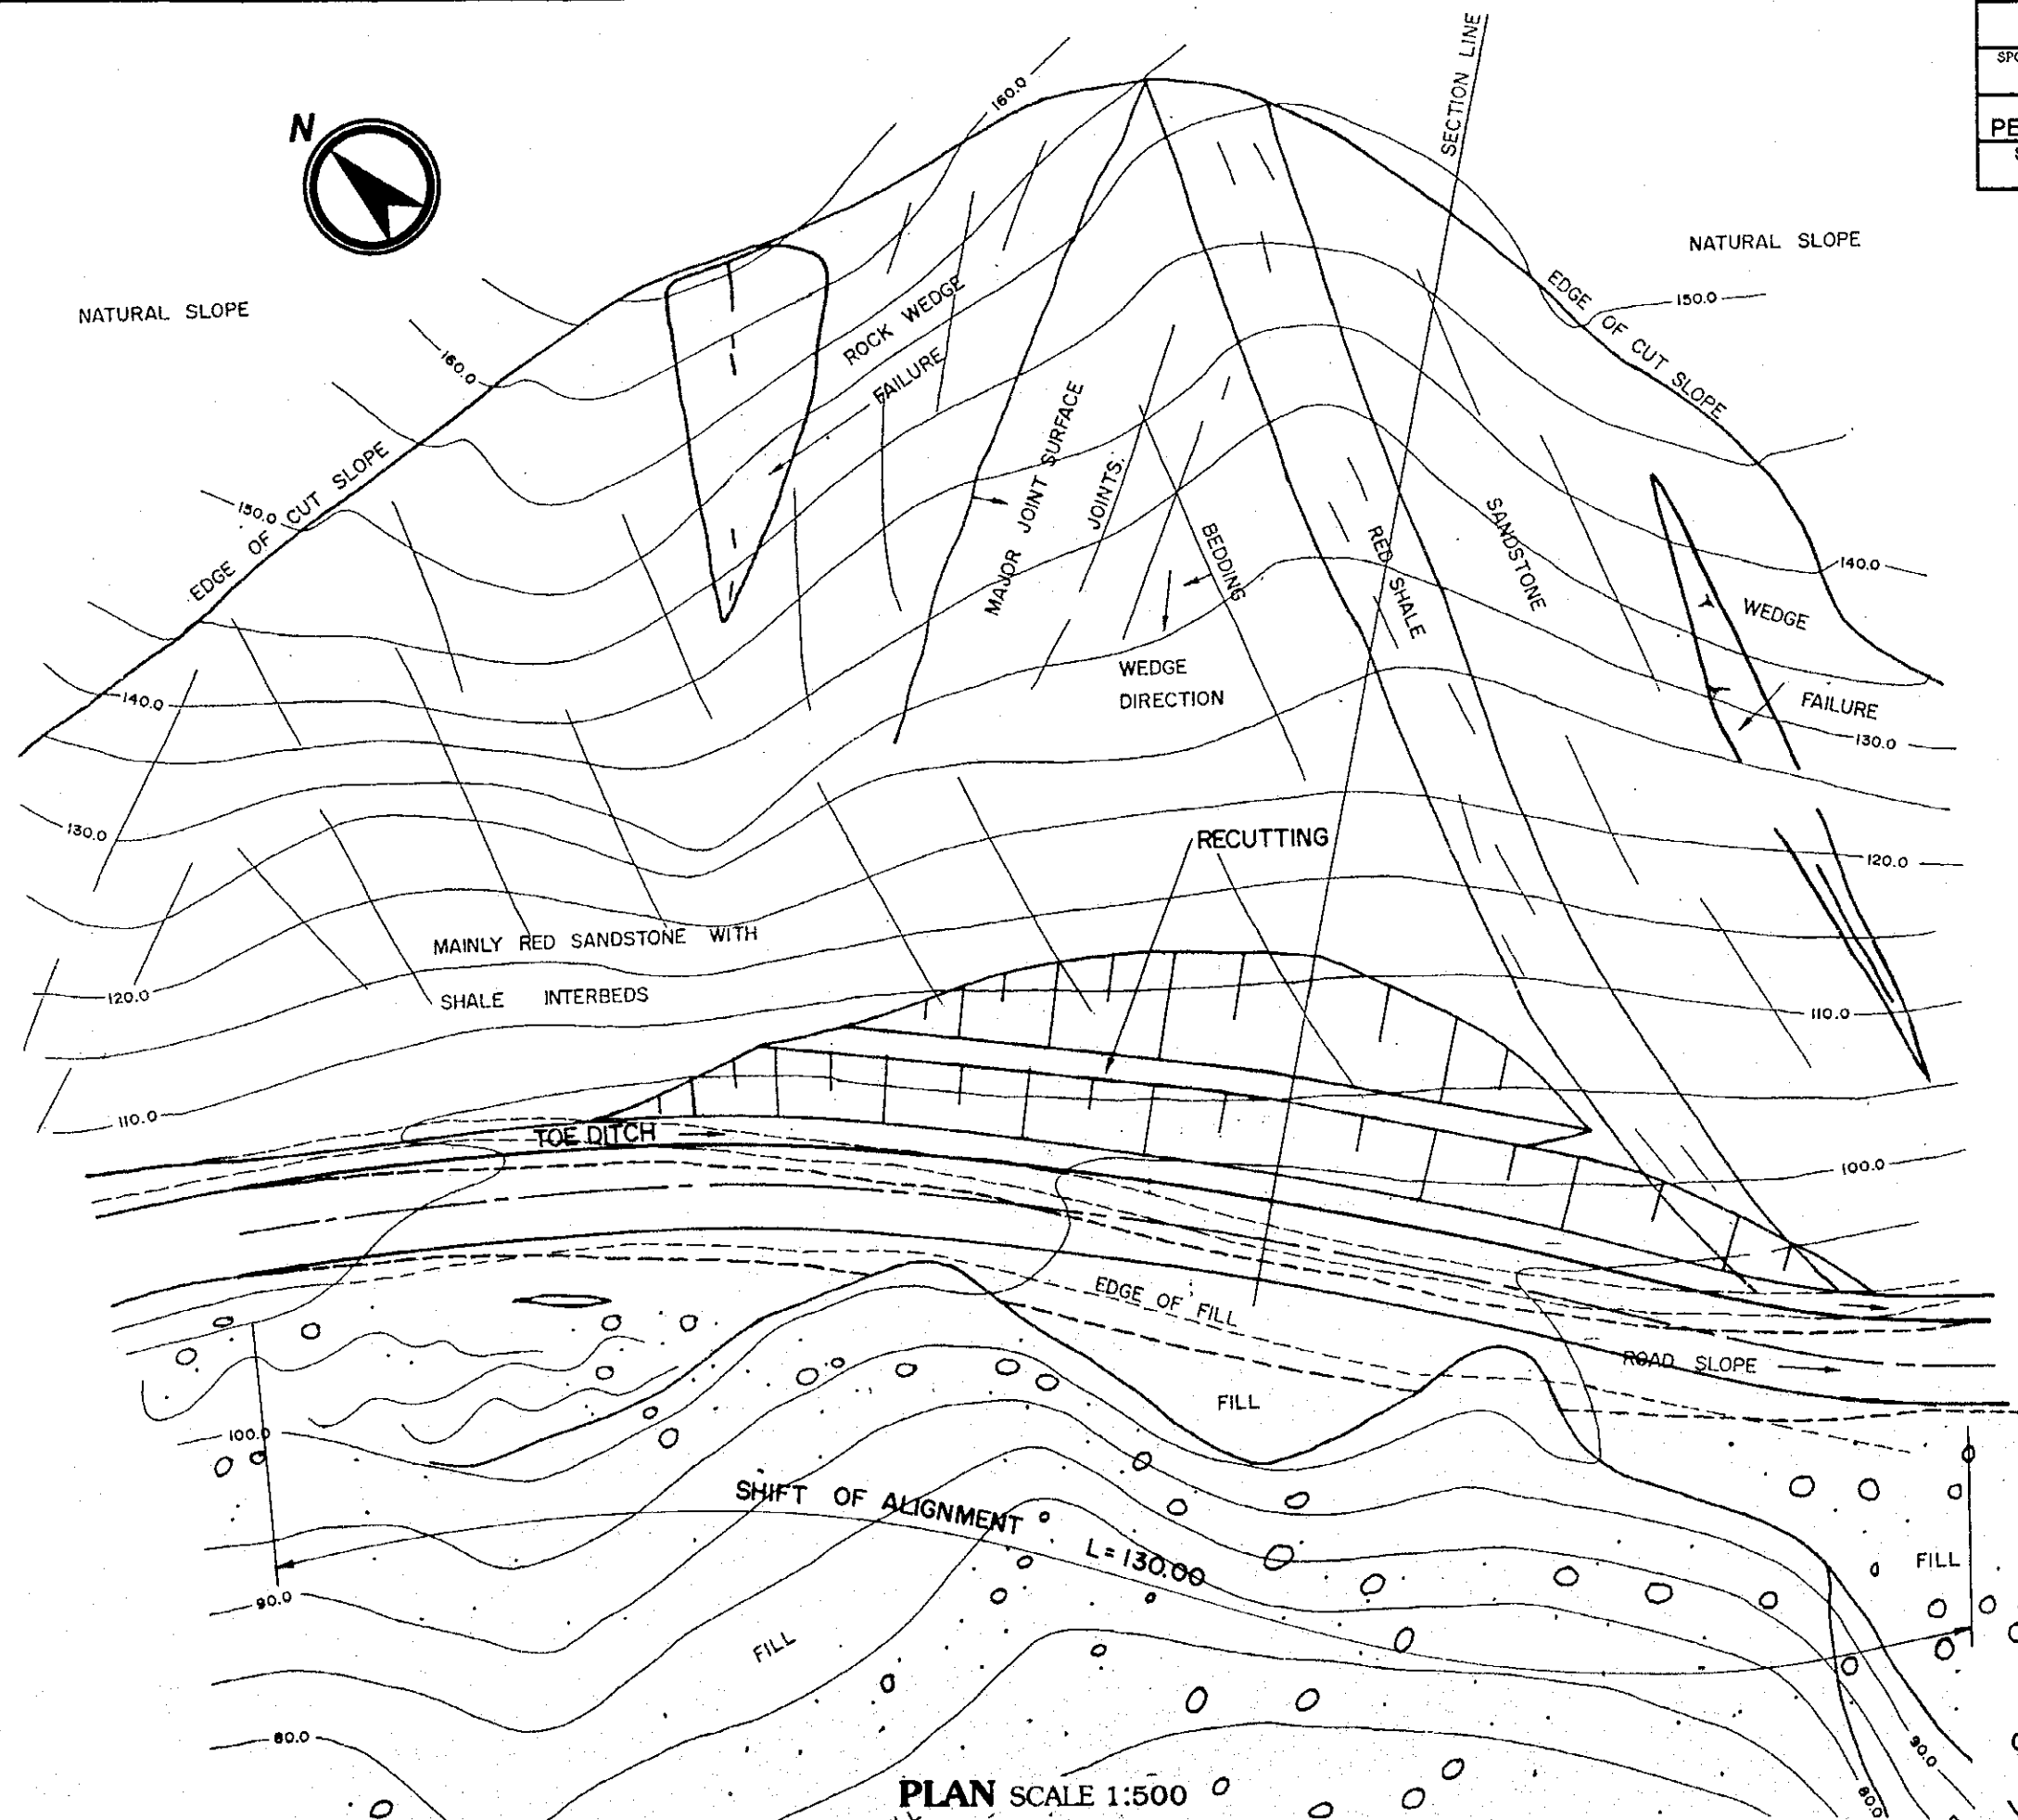 SECTION LINE
N
160.0
PE
NATURAL SLOPE
NATURAL SLOPE
150.0
EDGE OF CUT SLOPE
ROCK WEDGE
FAILURE
160.0
EDGE OF CUT SLOPE
150.0
MAJOR JOINT SURFACE
JOINTS.
BEDDING
RED SHALE
SANDSTONE
140.0
WEDGE
FAILURE
WEDGE
DIRECTION
140.0
130.0
130.0
RECUTTING
120.0
MAINLY RED SANDSTONE WITH
SHALE INTERBEDS
120.0
110.0
110.0
TOE DITCH
100.0
EDGE OF FILL
ROAD SLOPE
FILL
100.0
SHIFT OF ALIGNMENT
L=130.00
FILL
90.0
FILL
80.0
90.0
80.0
PLAN SCALE 1:500